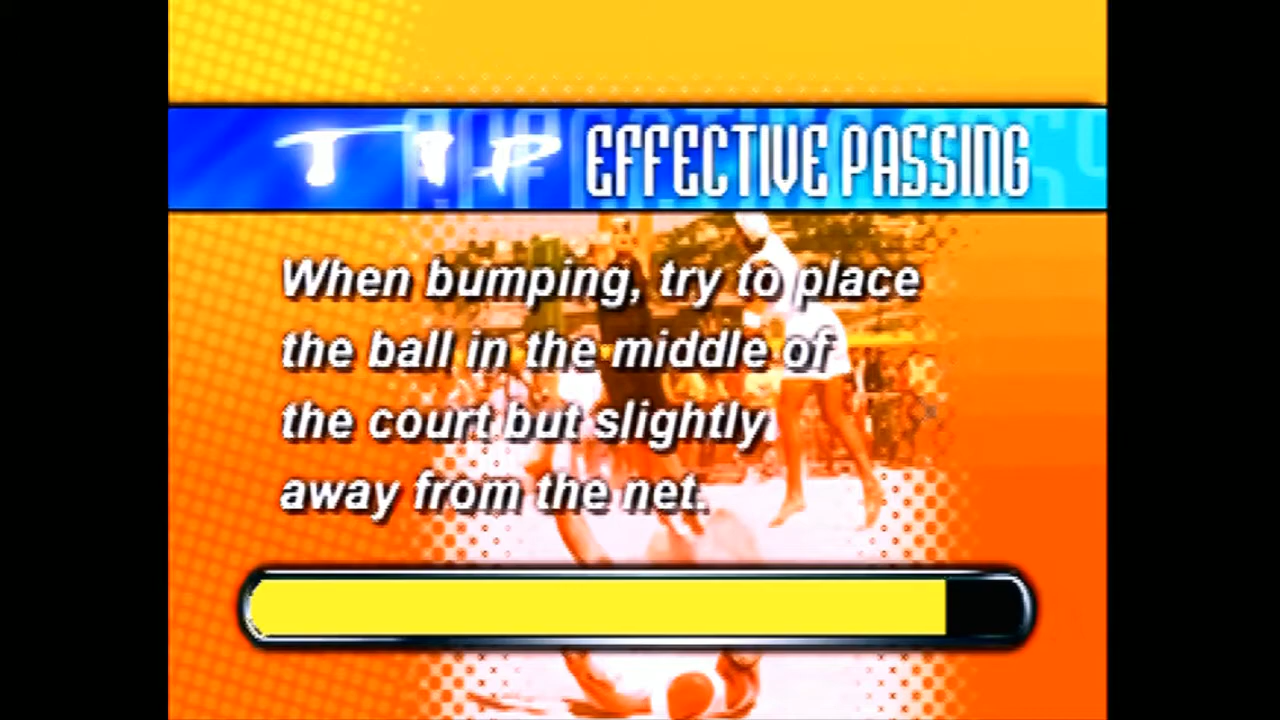 TIP EFFECTIVE PASSING
When bumping, try to place
the ball in the middle of
the court but slightly
away from the net.